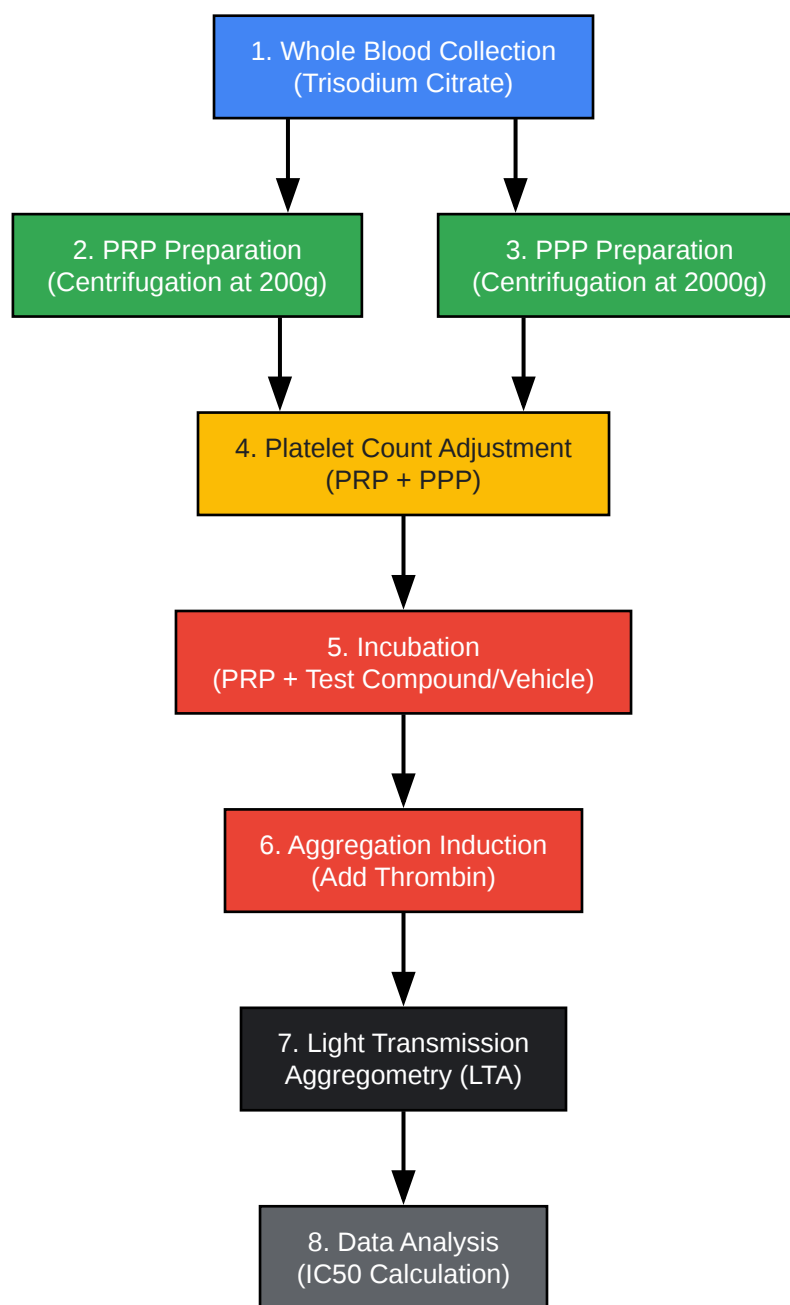 1. Whole Blood Collection
(Trisodium Citrate)
2. PRP Preparation
(Centrifugation at 200g)
3. PPP Preparation
(Centrifugation at 2000g)
4. Platelet Count Adjustment
(PRP + PPP)
5. Incubation
(PRP + Test Compound/Vehicle)
6. Aggregation Induction
(Add Thrombin)
7. Light Transmission
Aggregometry (LTA)
8. Data Analysis
(IC50 Calculation)